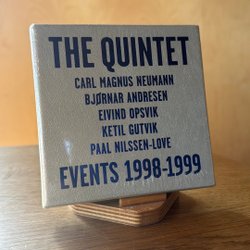 THE QUINTET
CARL MAGNUS NEUMANN
BJØRNAR ANDRESEN
EIVIND OPSVIK
KETIL GUTVIK
PAAL NILSSEN-LOVE
EVENTS 1998-1999